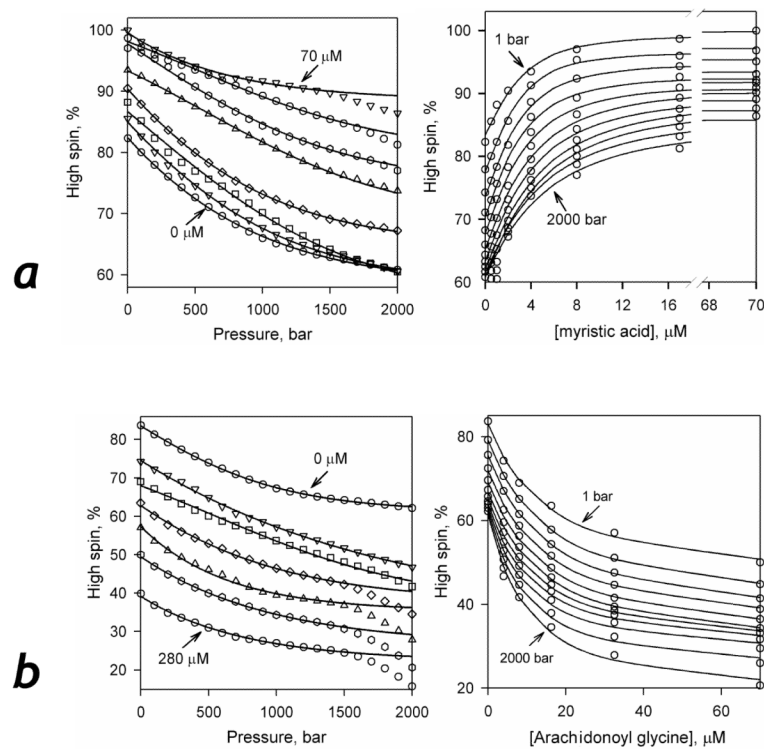 a
High spin, %
100
90
80
70
60
70 μM
0 μM
0 500 1000 1500 2000
Pressure, bar
High spin, %
100
90
80
70
60
1 bar
2000 bar
0 4 8 12 16 68 70
[myristic acid], μM
b
High spin, %
80
70
60
50
40
30
20
0 μM
280 μM
0 500 1000 1500 2000
Pressure, bar
High spin, %
80
60
40
20
1 bar
2000 bar
0 20 40 60
[Arachidonoyl glycine], μM